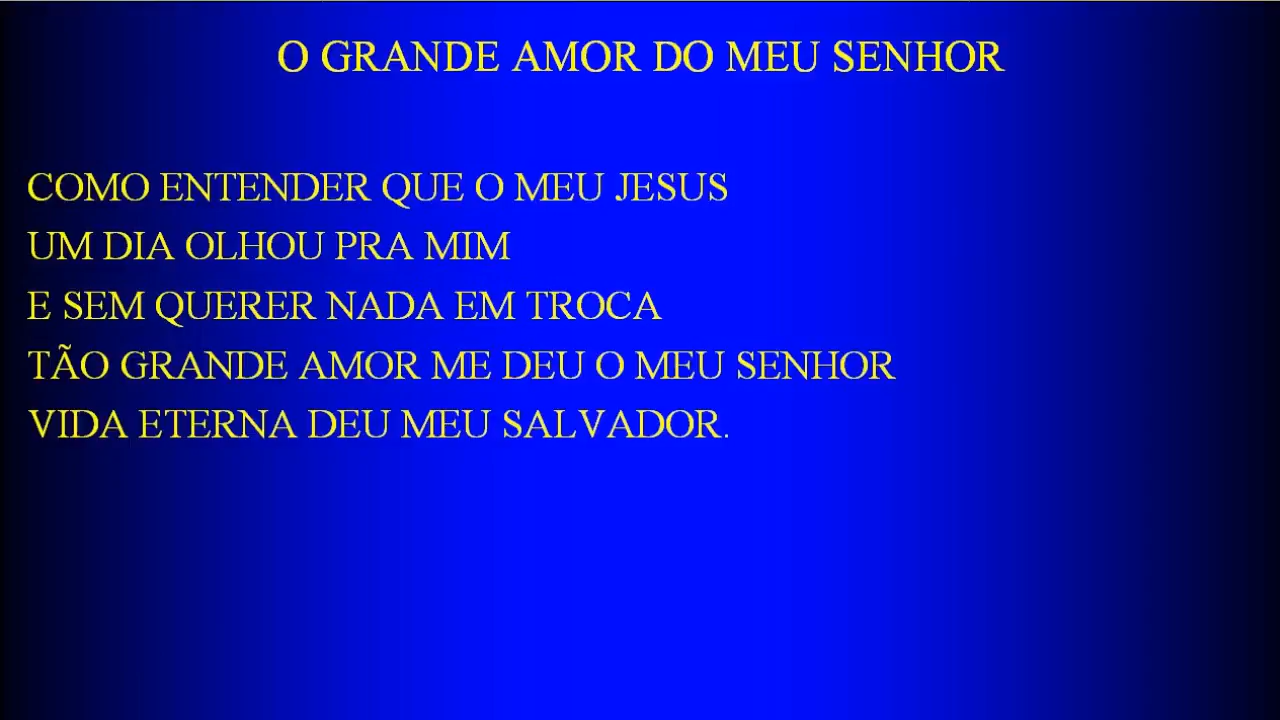 O GRANDE AMOR DO MEU SENHOR
COMO ENTENDER QUE O MEU JESUS
UM DIA OLHOU PRA MIM
E SEM QUERER NADA EM TROCA
TÃO GRANDE AMOR ME DEU O MEU SENHOR
VIDA ETERNA DEU MEU SALVADOR.